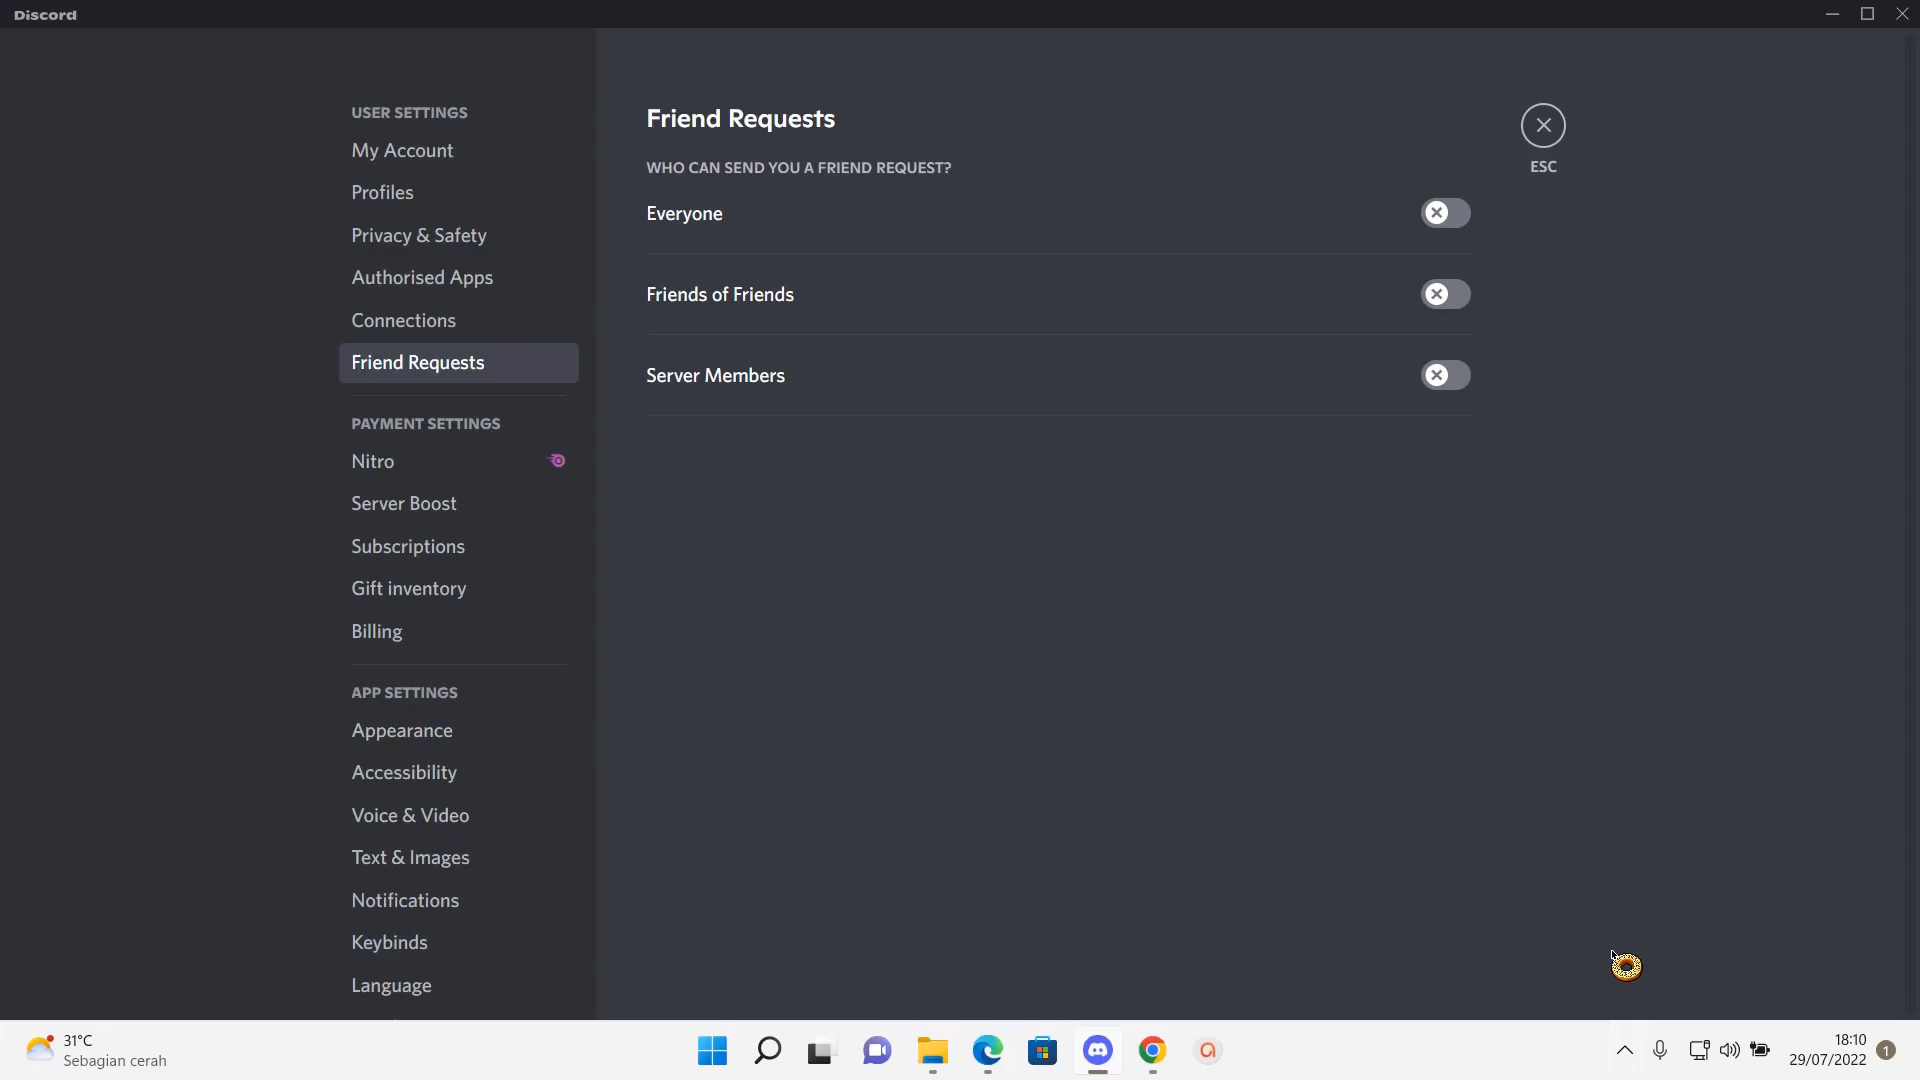 Discord
USER SETTINGS
My Account
Profiles
Privacy & Safety
Authorised Apps
Connections
Friend Requests
PAYMENT SETTINGS
Nitro
Server Boost
Subscriptions
Gift inventory
Billing
APP SETTINGS
Appearance
Accessibility
Voice & Video
Text & Images
Notifications
Keybinds
Language
Friend Requests
WHO CAN SEND YOU A FRIEND REQUEST?
Everyone
Friends of Friends
Server Members
ESC
31°C
Sebagian cerah
18:10
29/07/2022
1